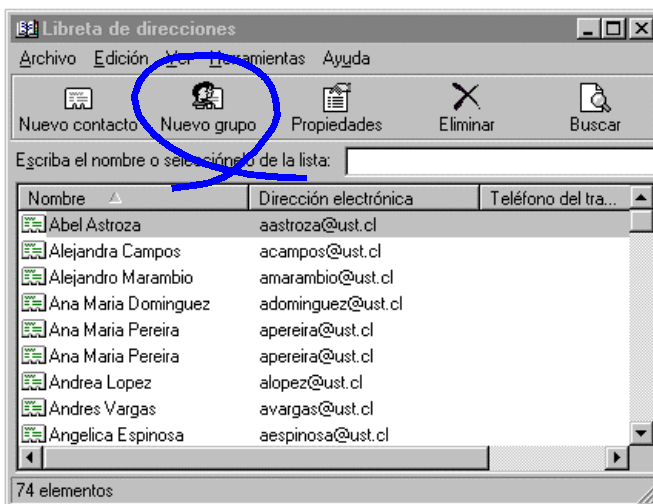 Libreta de direcciones
Archivo Edición Ver Herramientas Ayuda
Nuevo contacto Nuevo grupo Propiedades Eliminar Buscar
Escriba el nombre o selecciónelo de la lista:
Nombre Dirección electrónica Teléfono del tra...
Abel Astroza aastroza@ust.cl
Alejandra Campos acampos@ust.cl
Alejandro Marambio amarambio@ust.cl
Ana Maria Dominguez adominguez@ust.cl
Ana Maria Pereira apereira@ust.cl
Ana Maria Pereira apereira@ust.cl
Andrea Lopez alopez@ust.cl
Andres Vargas avargas@ust.cl
Angelica Espinosa aespinosa@ust.cl
74 elementos